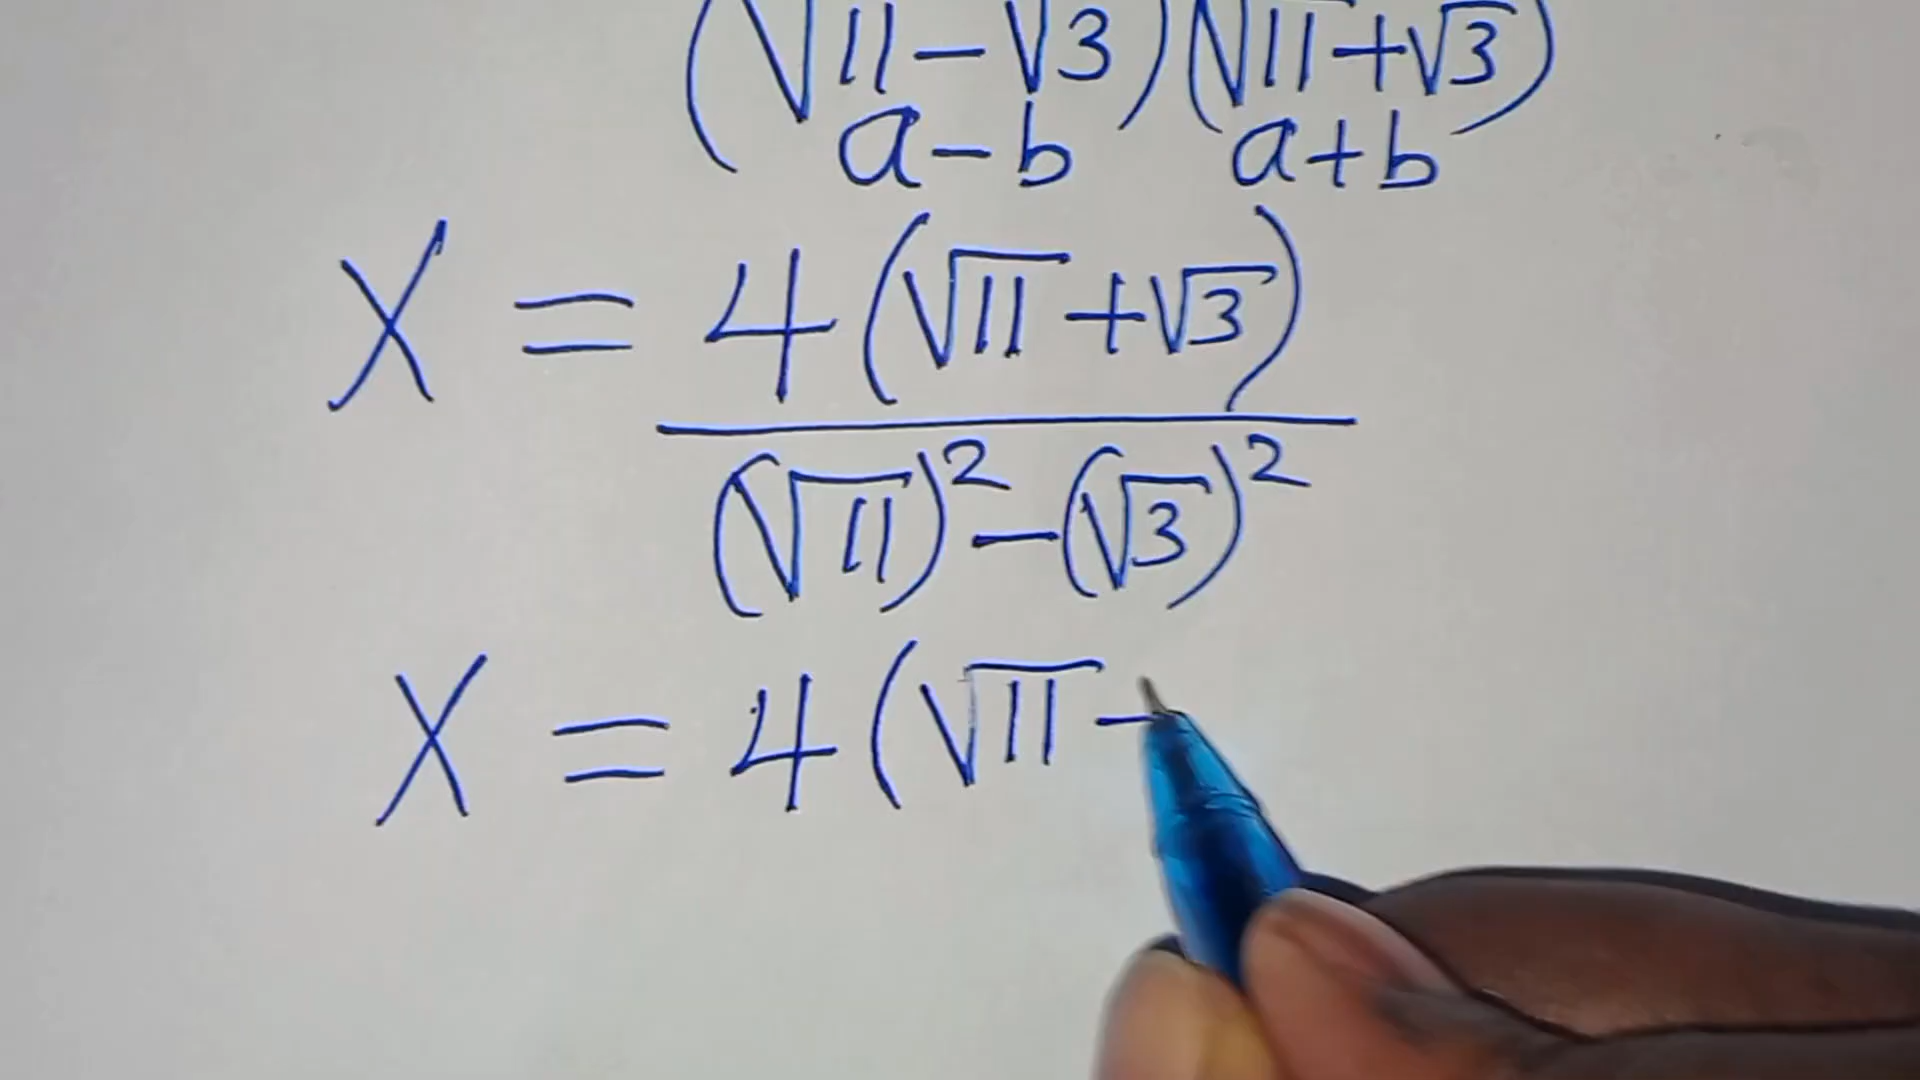 (√11 - √3)(√11 + √3)
a - b a + b
X = 4(√11 + √3)
(√11)² - (√3)²
X = 4(√11 -